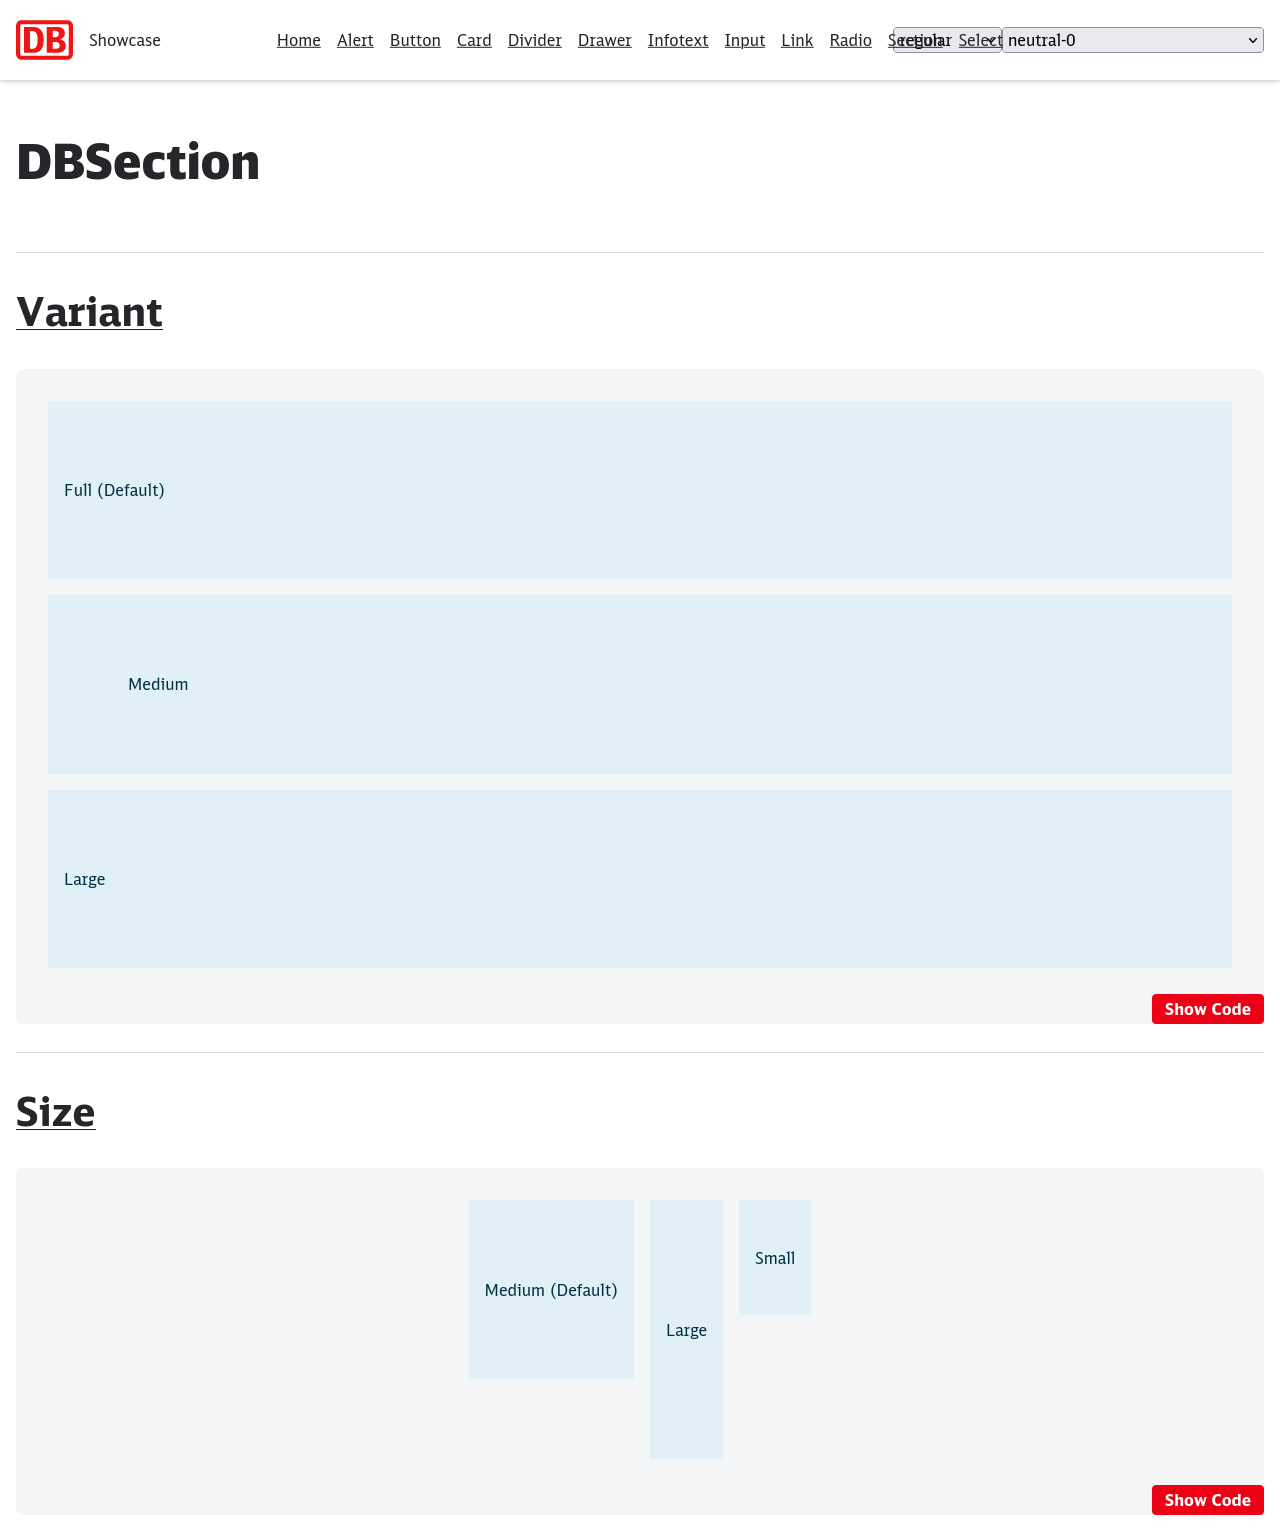 DB Showcase Home Alert Button Card Divider Drawer Infotext Input Link Radio Section Select regular neutral-0
DBSection
Variant
Full (Default)
Medium
Large
Show Code
Size
Medium (Default)
Large
Small
Show Code